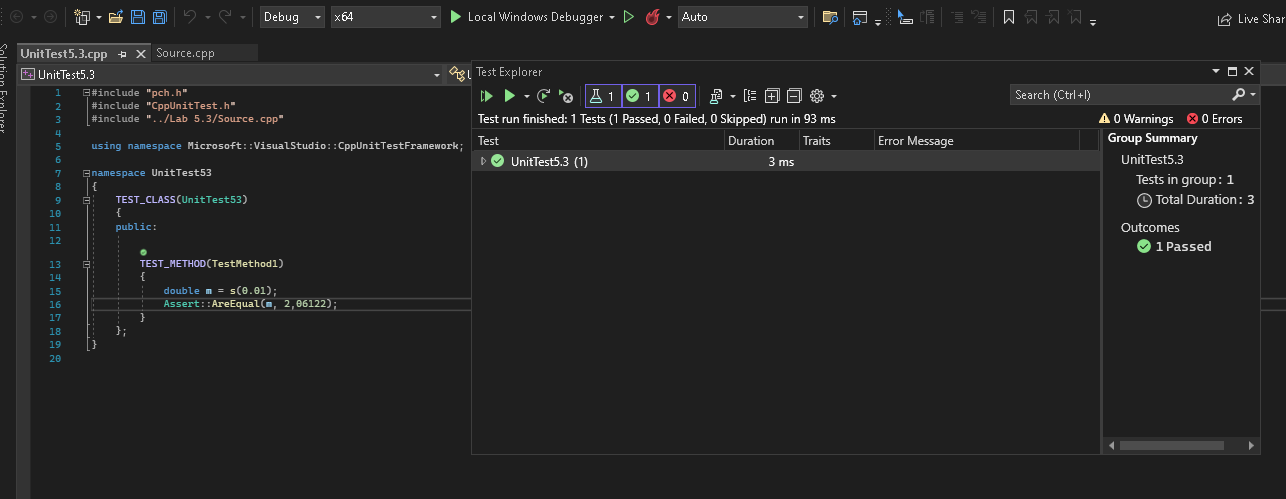 Debug
x64
Local Windows Debugger
Auto
Live Shar
Solution Explorer
UnitTest5.3.cpp
Source.cpp
UnitTest5.3
1 #include "pch.h"
2 #include "CppUnitTest.h"
3 #include "../Lab 5.3/Source.cpp"
4
5 using namespace Microsoft::VisualStudio::CppUnitTestFramework;
6
7 namespace UnitTest53
8 {
9 TEST_CLASS(UnitTest53)
10 {
11 public:
12
13 TEST_METHOD(TestMethod1)
14 {
15 double m = s(0.01);
16 Assert::AreEqual(m, 2,06122);
17 }
18 };
19 }
20
Test Explorer
1 1 0
Search (Ctrl+I)
Test run finished: 1 Tests (1 Passed, 0 Failed, 0 Skipped) run in 93 ms
0 Warnings 0 Errors
Test Duration Traits Error Message
UnitTest5.3 (1) 3 ms
Group Summary
UnitTest5.3
Tests in group: 1
Total Duration: 3
Outcomes
1 Passed